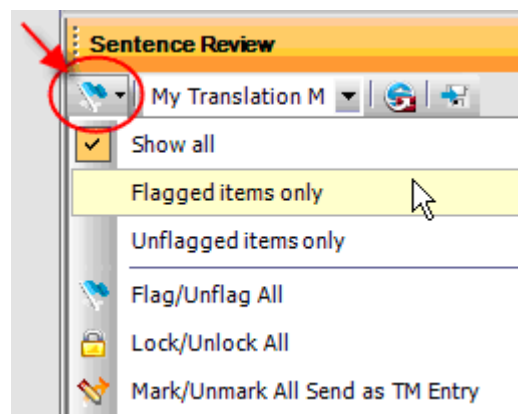 Sentence Review
My Translation M
Show all
Flagged items only
Unflagged items only
Flag/Unflag All
Lock/Unlock All
Mark/Unmark All Send as TM Entry